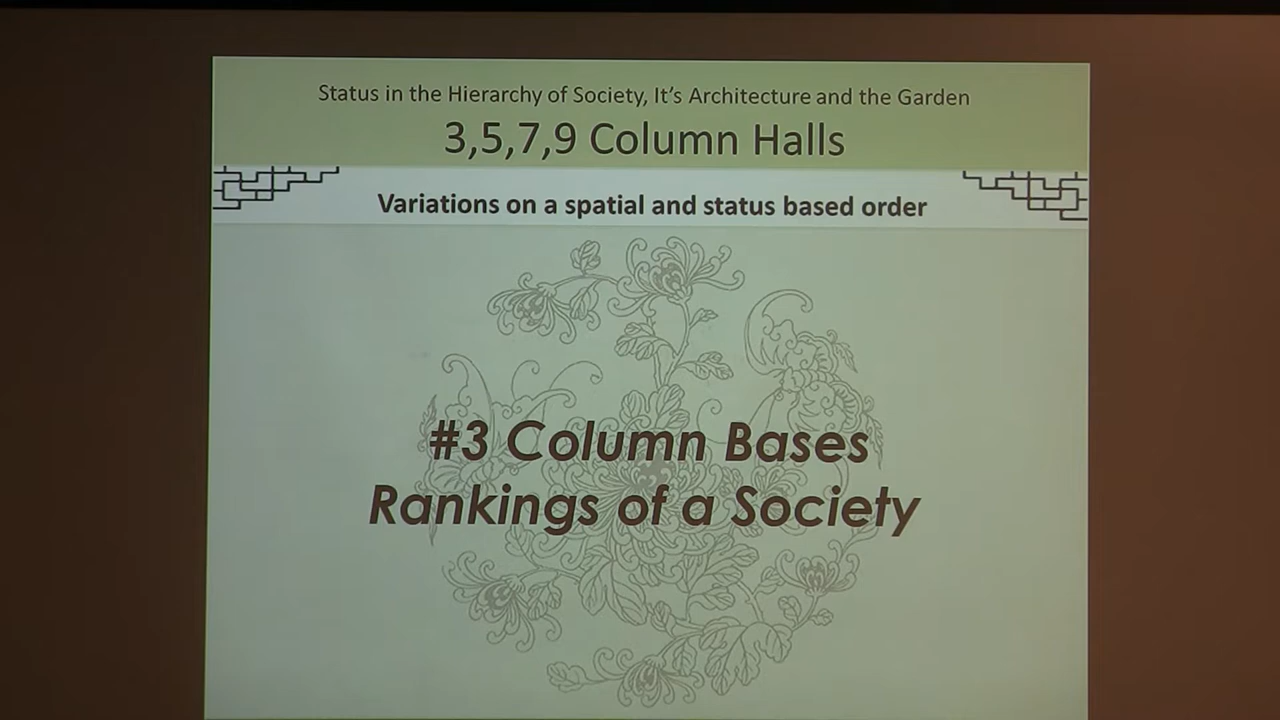 Status in the Hierarchy of Society, It's Architecture and the Garden
3,5,7,9 Column Halls
Variations on a spatial and status based order
#3 Column Bases
Rankings of a Society